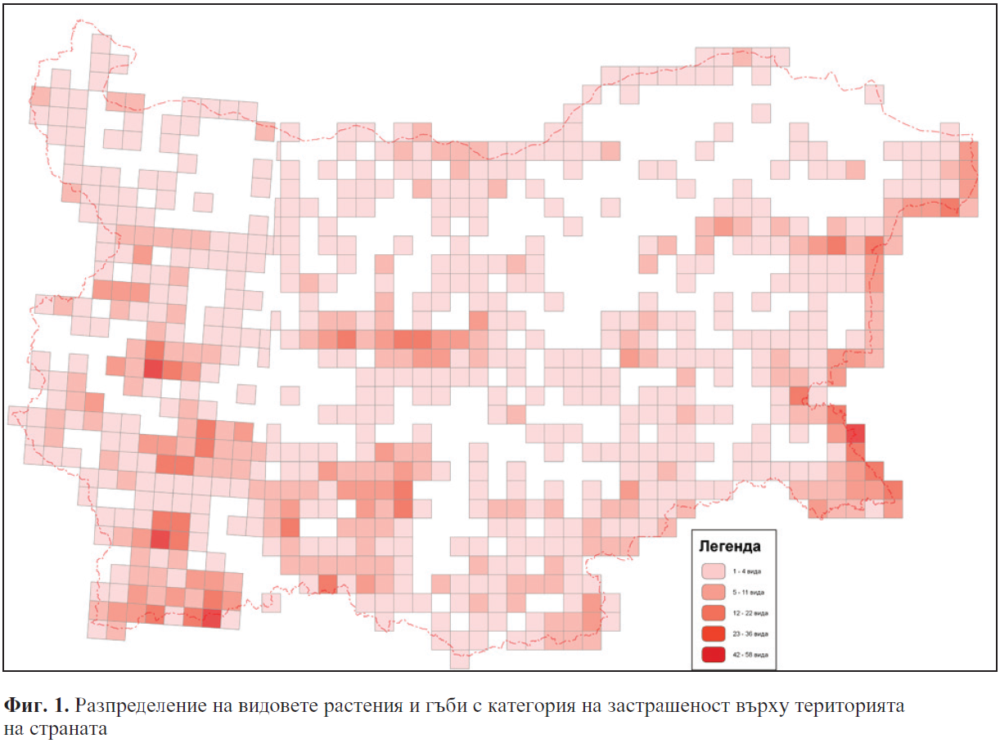 Легенда
1 - 4 вида
5 - 11 вида
12 - 22 вида
23 - 36 вида
42 - 58 вида
Фиг. 1. Разпределение на видовете растения и гъби с категория на застрашеност върху територията
на страната